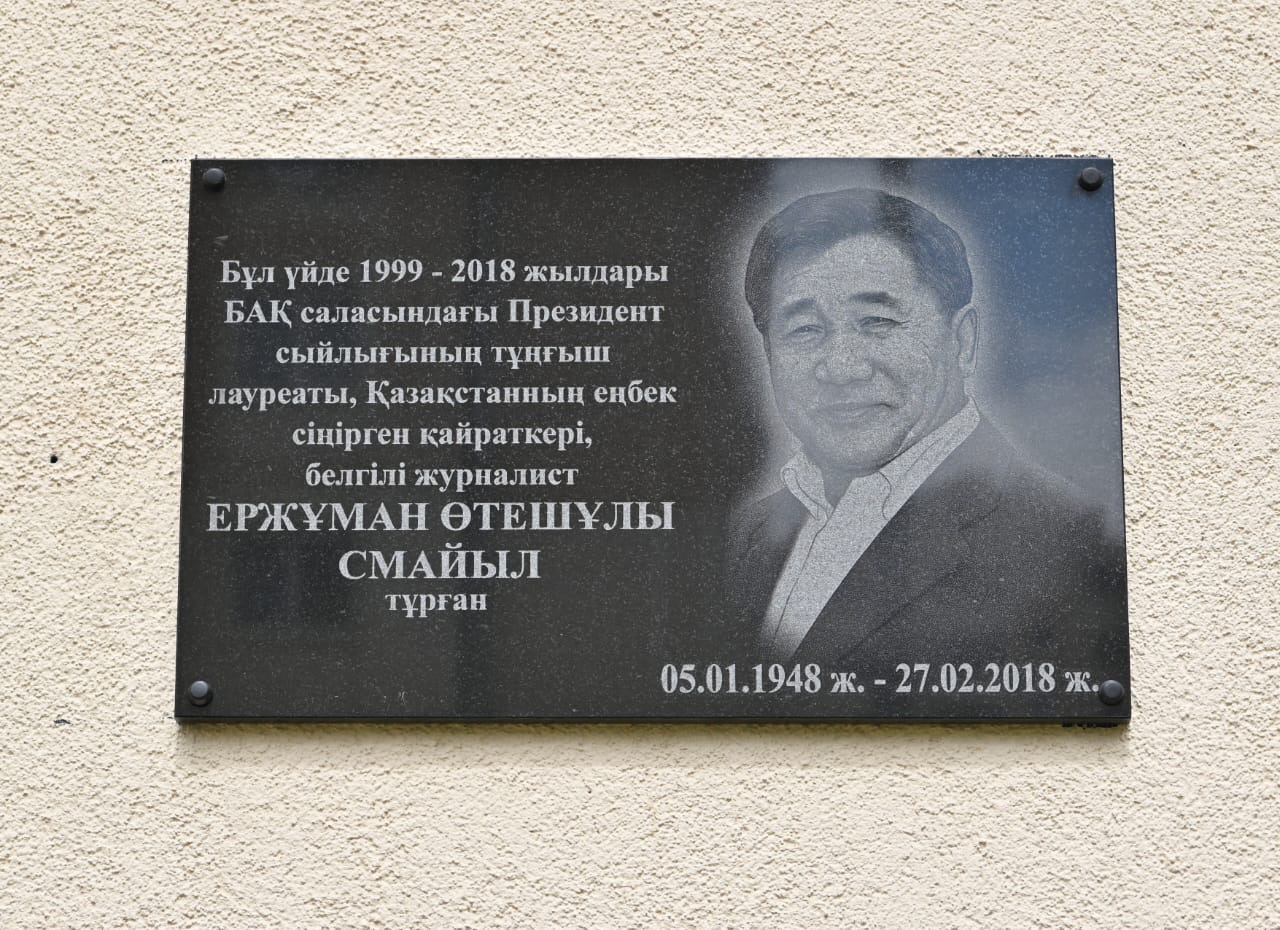 Бұл үйде 1999 - 2018 жылдары
БАҚ саласындағы Президент
сыйлығының тұңғыш
лауреаты, Қазақстанның еңбек
сіңірген қайраткері,
белгілі журналист
ЕРЖҰМАН ӨТЕШҰЛЫ
СМАЙЫЛ
тұрған
05.01.1948 ж. - 27.02.2018 ж.